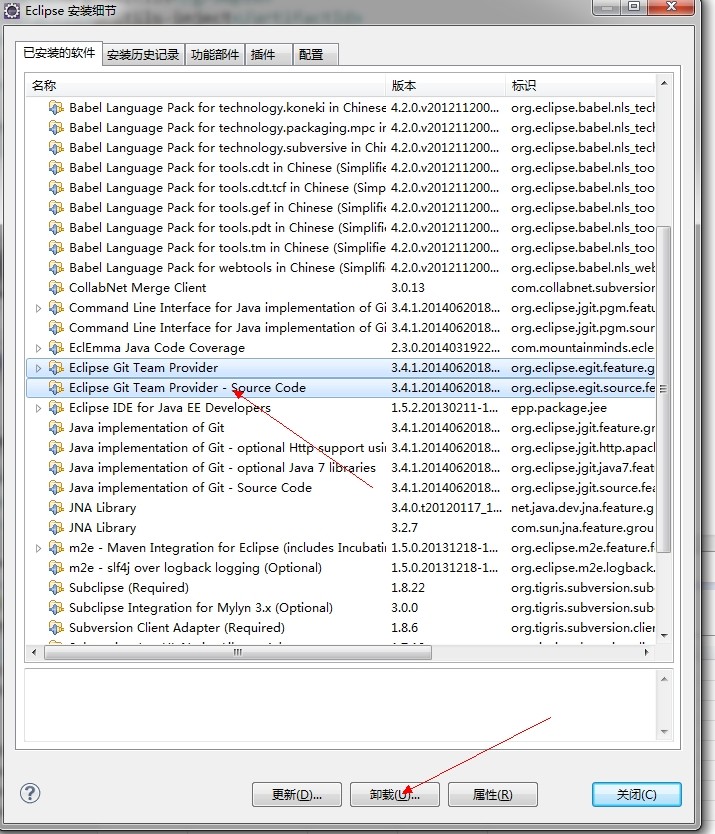 Eclipse 安装细节
已安装的软件 安装历史记录 功能部件 插件 配置
名称 版本 标识
Babel Language Pack for technology.koneki in Chinese 4.2.0.v201211200... org.eclipse.babel.nls_tech
Babel Language Pack for technology.packaging.mpc in 4.2.0.v201211200... org.eclipse.babel.nls_tech
Babel Language Pack for technology.subversive in Chin 4.2.0.v201211200... org.eclipse.babel.nls_tech
Babel Language Pack for tools.cdt in Chinese (Simplifie 4.2.0.v201211200... org.eclipse.babel.nls_too
Babel Language Pack for tools.cdt.tcf in Chinese (Simp 4.2.0.v201211200... org.eclipse.babel.nls_too
Babel Language Pack for tools.gef in Chinese (Simplifi 4.2.0.v201211200... org.eclipse.babel.nls_too
Babel Language Pack for tools.pdt in Chinese (Simplifi 4.2.0.v201211200... org.eclipse.babel.nls_too
Babel Language Pack for tools.tm in Chinese (Simplifie 4.2.0.v201211200... org.eclipse.babel.nls_too
Babel Language Pack for webtools in Chinese (Simplifi 4.2.0.v201211200... org.eclipse.babel.nls_wel
CollabNet Merge Client 3.0.13 com.collabnet.subversion
Command Line Interface for Java implementation of Gi 3.4.1.2014062018... org.eclipse.jgit.pgm.featu
Command Line Interface for Java implementation of Gi 3.4.1.2014062018... org.eclipse.jgit.pgm.sour
EclEmma Java Code Coverage 2.3.0.2014031922... com.mountainminds.ecle
Eclipse Git Team Provider 3.4.1.2014062018... org.eclipse.egit.feature.g
Eclipse Git Team Provider - Source Code 3.4.1.2014062018... org.eclipse.egit.source.fe
Eclipse IDE for Java EE Developers 1.5.2.20130211-1... epp.package.jee
Java implementation of Git 3.4.1.2014062018... org.eclipse.jgit.feature.gr
Java implementation of Git - optional Http support usin 3.4.1.2014062018... org.eclipse.jgit.http.apac
Java implementation of Git - optional Java 7 libraries 3.4.1.2014062018... org.eclipse.jgit.java7.feat
Java implementation of Git - Source Code 3.4.1.2014062018... org.eclipse.jgit.source.fea
JNA Library 3.4.0.t20120117_1... net.java.dev.jna.feature.g
JNA Library 3.2.7 com.sun.jna.feature.grou
m2e - Maven Integration for Eclipse (includes Incubatin 1.5.0.20131218-1... org.eclipse.m2e.feature.f
m2e - slf4j over logback logging (Optional) 1.5.0.20131218-1... org.eclipse.m2e.logback.
Subclipse (Required) 1.8.22 org.tigris.subversion.sub
Subclipse Integration for Mylyn 3.x (Optional) 3.0.0 org.tigris.subversion.sub
Subversion Client Adapter (Required) 1.8.6 org.tigris.subversion.clier
更新(D)... 卸载(U)... 属性(R) 关闭(C)